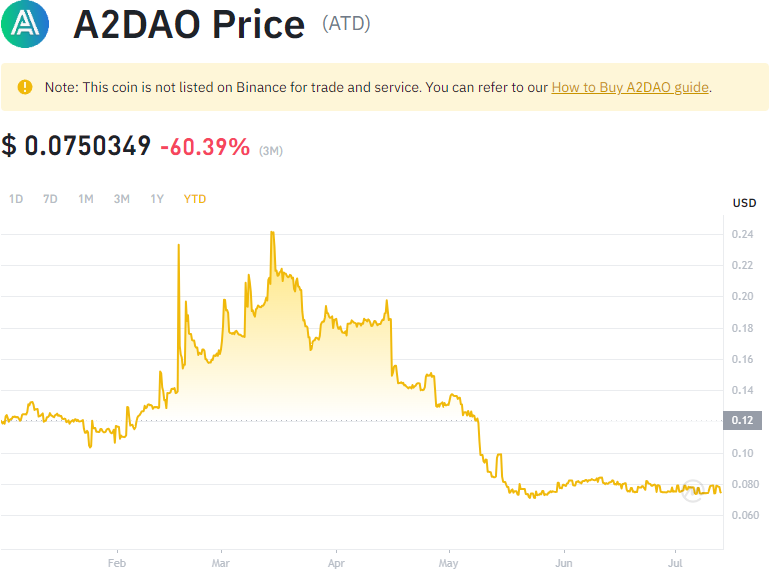 A2DAO Price (ATD)
Note: This coin is not listed on Binance for trade and service. You can refer to our How to Buy A2DAO guide.
$ 0.0750349 -60.39% (3M)
1D 7D 1M 3M 1Y YTD
USD
0.24
0.22
0.20
0.18
0.16
0.14
0.12
0.10
0.080
0.060
Feb Mar Apr May Jun Jul